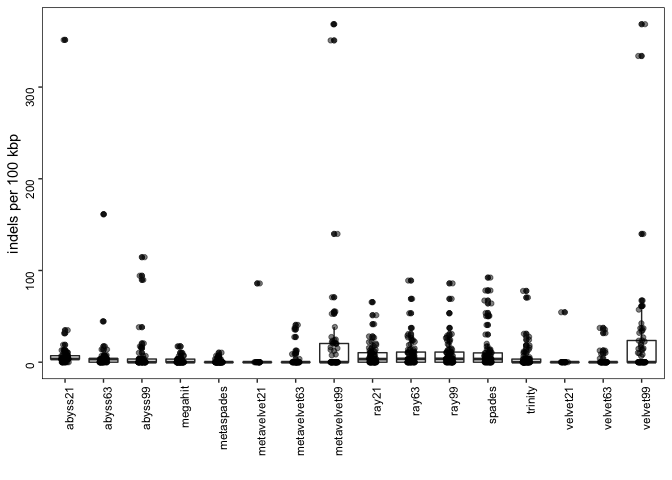 indels per 100 kbp
300
200
100
0
abyss21
abyss63
abyss99
megahit
metaspades
metavelvet21
metavelvet63
metavelvet99
ray21
ray63
ray99
spades
trinity
velvet21
velvet63
velvet99